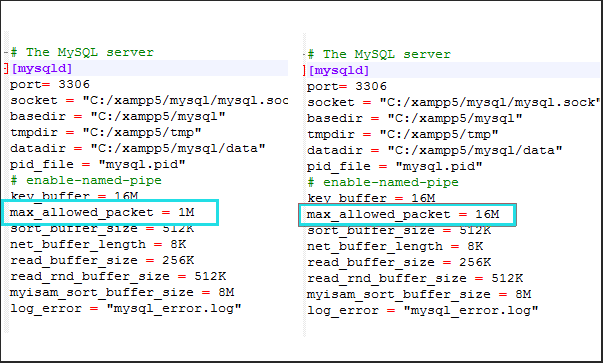 # The MySQL server
[mysqld]
port= 3306
socket = "C:/xampp5/mysql/mysql.soc
basedir = "C:/xampp5/mysql"
tmpdir = "C:/xampp5/tmp"
datadir = "C:/xampp5/mysql/data"
pid_file = "mysql.pid"
# enable-named-pipe
key_buffer = 16M
max_allowed_packet = 1M
sort_buffer_size = 512K
net_buffer_length = 8K
read_buffer_size = 256K
read_rnd_buffer_size = 512K
myisam_sort_buffer_size = 8M
log_error = "mysql_error.log"
# The MySQL server
[mysqld]
port= 3306
socket = "C:/xampp5/mysql/mysql.sock"
basedir = "C:/xampp5/mysql"
tmpdir = "C:/xampp5/tmp"
datadir = "C:/xampp5/mysql/data"
pid_file = "mysql.pid"
# enable-named-pipe
key_buffer = 16M
max_allowed_packet = 16M
sort_buffer_size = 512K
net_buffer_length = 8K
read_buffer_size = 256K
read_rnd_buffer_size = 512K
myisam_sort_buffer_size = 8M
log_error = "mysql_error.log"